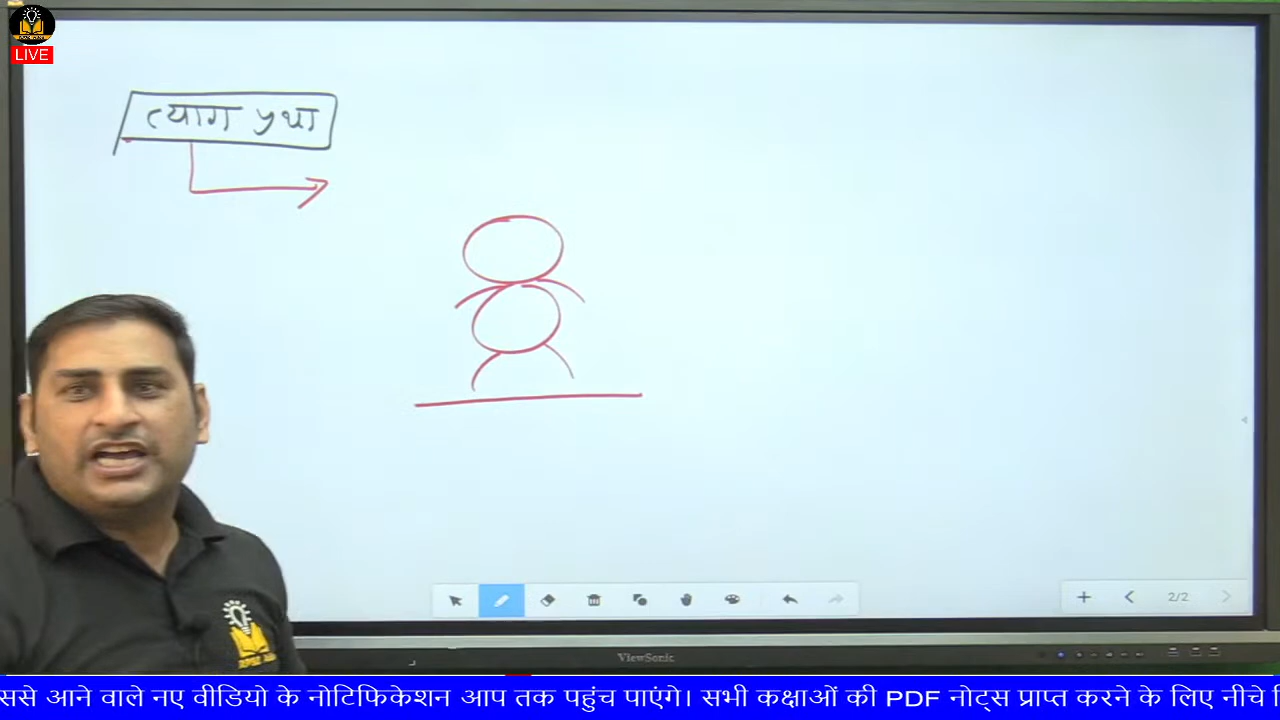 LIVE
त्याग प्रथा
2/2
ViewSonic
ससे आने वाले नए वीडियो के नोटिफिकेशन आप तक पहुंच पाएंगे। सभी कक्षाओं की PDF नोट्स प्राप्त करने के लिए नीचे